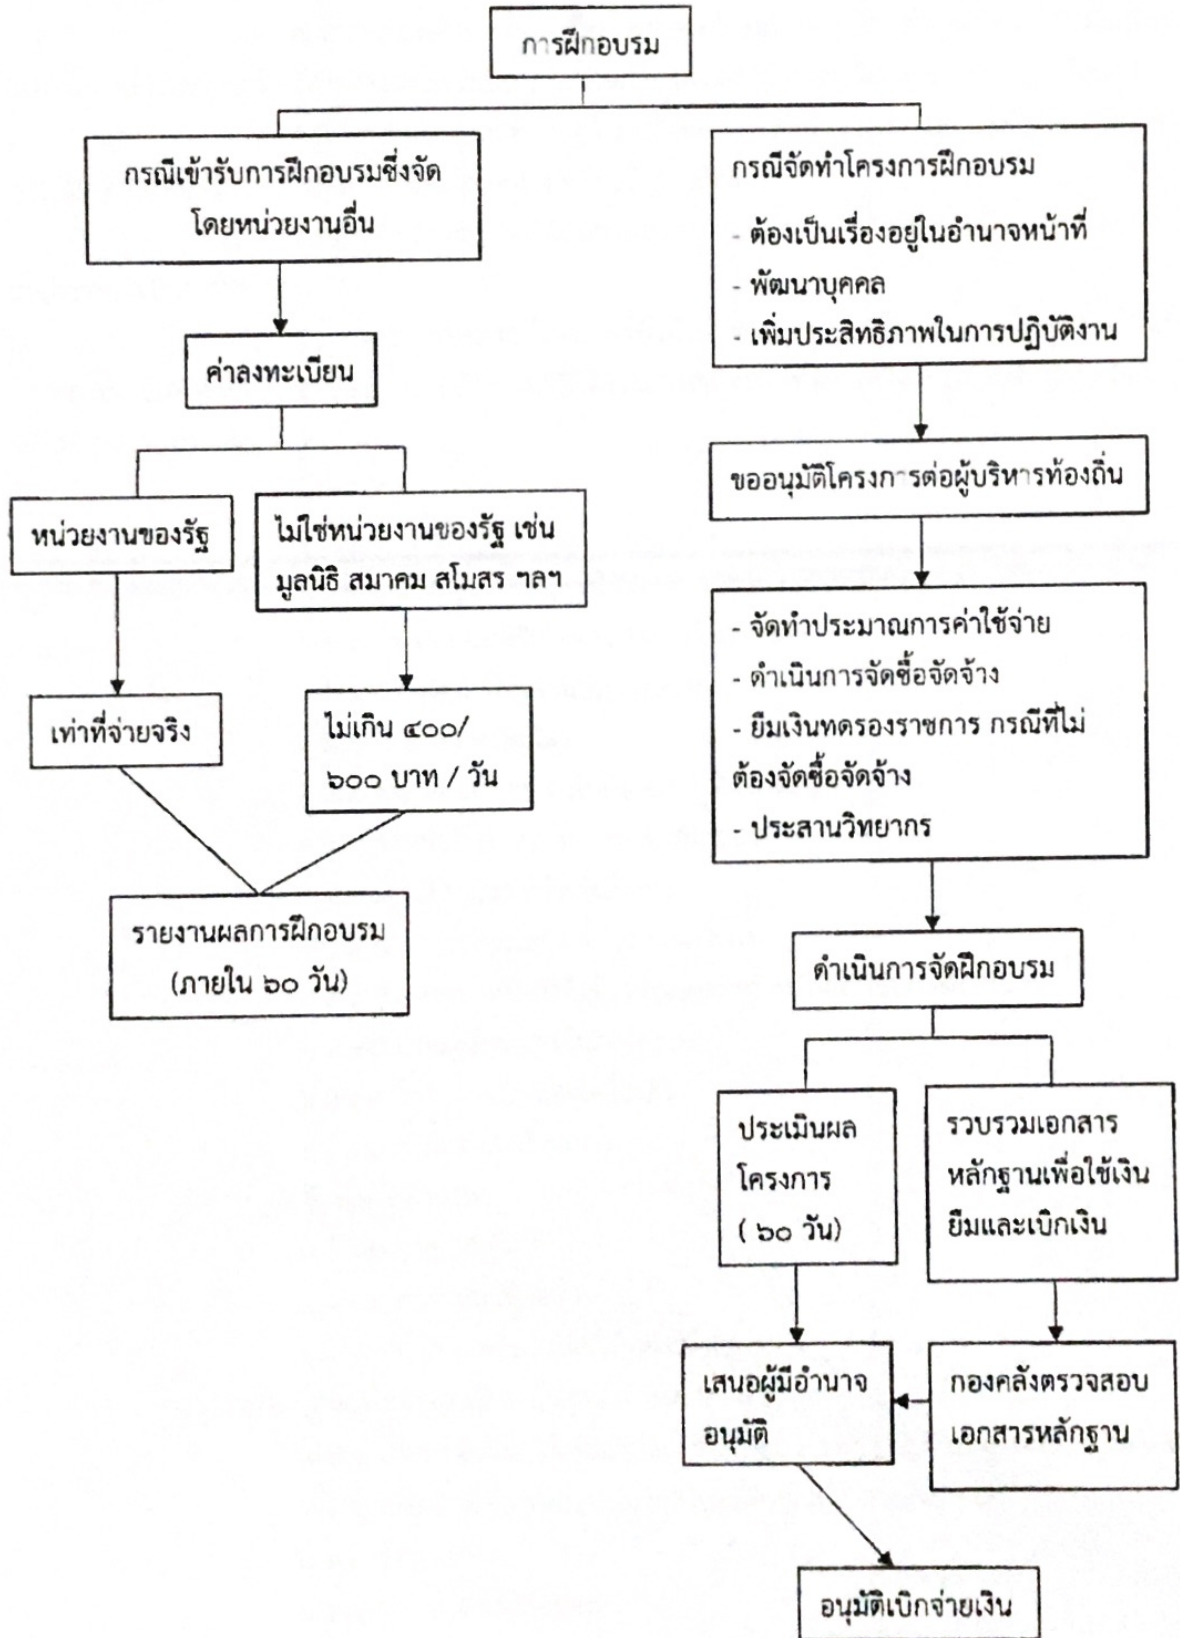 การฝึกอบรม
กรณีเข้ารับการฝึกอบรมซึ่งจัด
โดยหน่วยงานอื่น
ค่าลงทะเบียน
หน่วยงานของรัฐ
ไม่ใช่หน่วยงานของรัฐ เช่น
มูลนิธิ สมาคม สโมสร ฯลฯ
เท่าที่จ่ายจริง
ไม่เกิน ๔๐๐/
๖๐๐ บาท / วัน
รายงานผลการฝึกอบรม
(ภายใน ๖๐ วัน)
กรณีจัดทำโครงการฝึกอบรม
- ต้องเป็นเรื่องอยู่ในอำนาจหน้าที่
- พัฒนาบุคคล
- เพิ่มประสิทธิภาพในการปฏิบัติงาน
ขออนุมัติโครงการต่อผู้บริหารท้องถิ่น
- จัดทำประมาณการค่าใช้จ่าย
- ดำเนินการจัดซื้อจัดจ้าง
- ยืมเงินทดรองราชการ กรณีที่ไม่
ต้องจัดซื้อจัดจ้าง
- ประสานวิทยากร
ดำเนินการจัดฝึกอบรม
ประเมินผล
โครงการ
( ๖๐ วัน)
รวบรวมเอกสาร
หลักฐานเพื่อใช้เงิน
ยืมและเบิกเงิน
เสนอผู้มีอำนาจ
อนุมัติ
กองคลังตรวจสอบ
เอกสารหลักฐาน
อนุมัติเบิกจ่ายเงิน